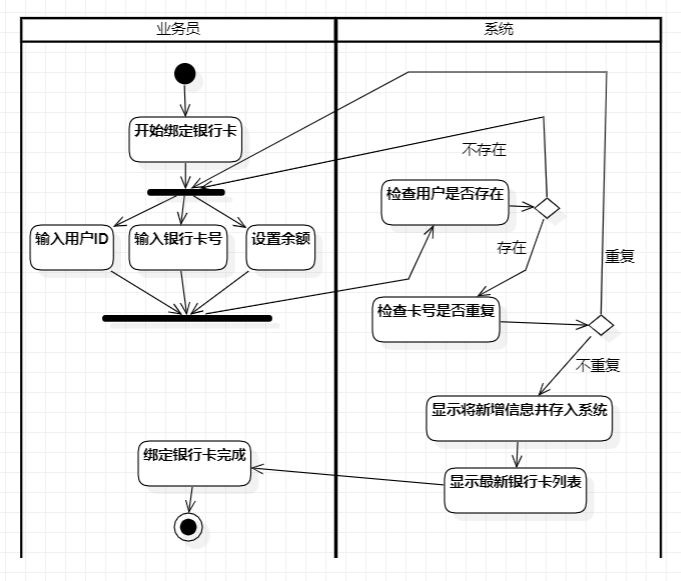 业务员
系统
开始绑定银行卡
不存在
检查用户是否存在
输入用户ID
输入银行卡号
设置余额
存在
重复
检查卡号是否重复
不重复
显示将新增信息并存入系统
绑定银行卡完成
显示最新银行卡列表